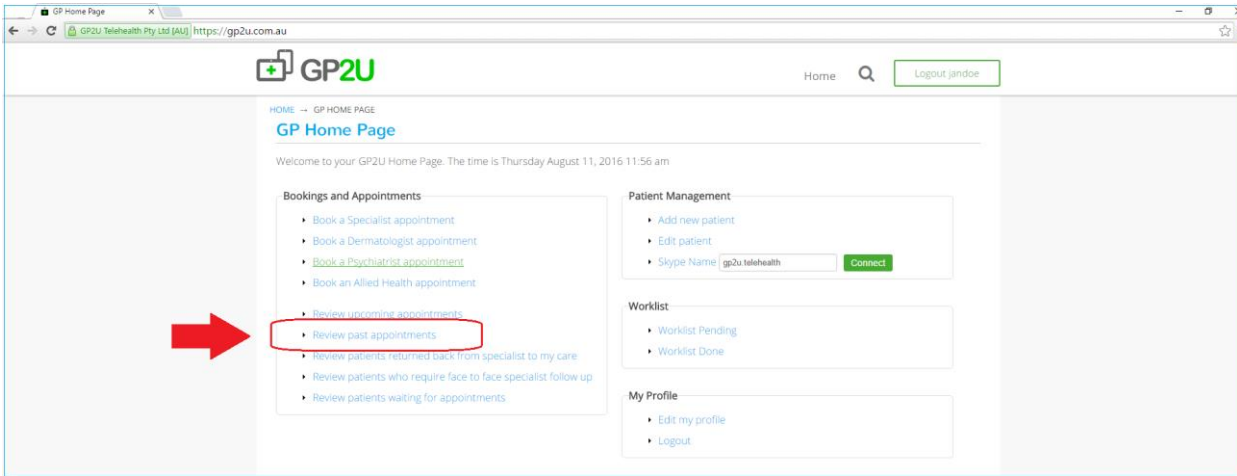 GP Home Page
GP2U Telehealth Pty Ltd [AU] https://gp2u.com.au
GP2U
Home
Logout jandoe
HOME → GP HOME PAGE
GP Home Page
Welcome to your GP2U Home Page. The time is Thursday August 11, 2016 11:56 am
Bookings and Appointments
Book a Specialist appointment
Book a Dermatologist appointment
Book a Psychiatrist appointment
Book an Allied Health appointment
Review upcoming appointments
Review past appointments
Review patients returned back from specialist to my care
Review patients who require face to face specialist follow up
Review patients waiting for appointments
Patient Management
Add new patient
Edit patient
Skype Name gp2u.telehealth Connect
Worklist
Worklist Pending
Worklist Done
My Profile
Edit my profile
Logout